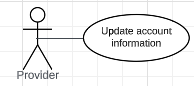 Update account
information
Provider